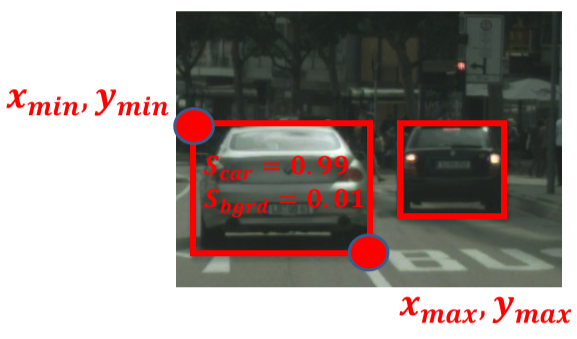 x_min, y_min
S_car = 0.99
S_bgrd = 0.01
BU
x_max, y_max